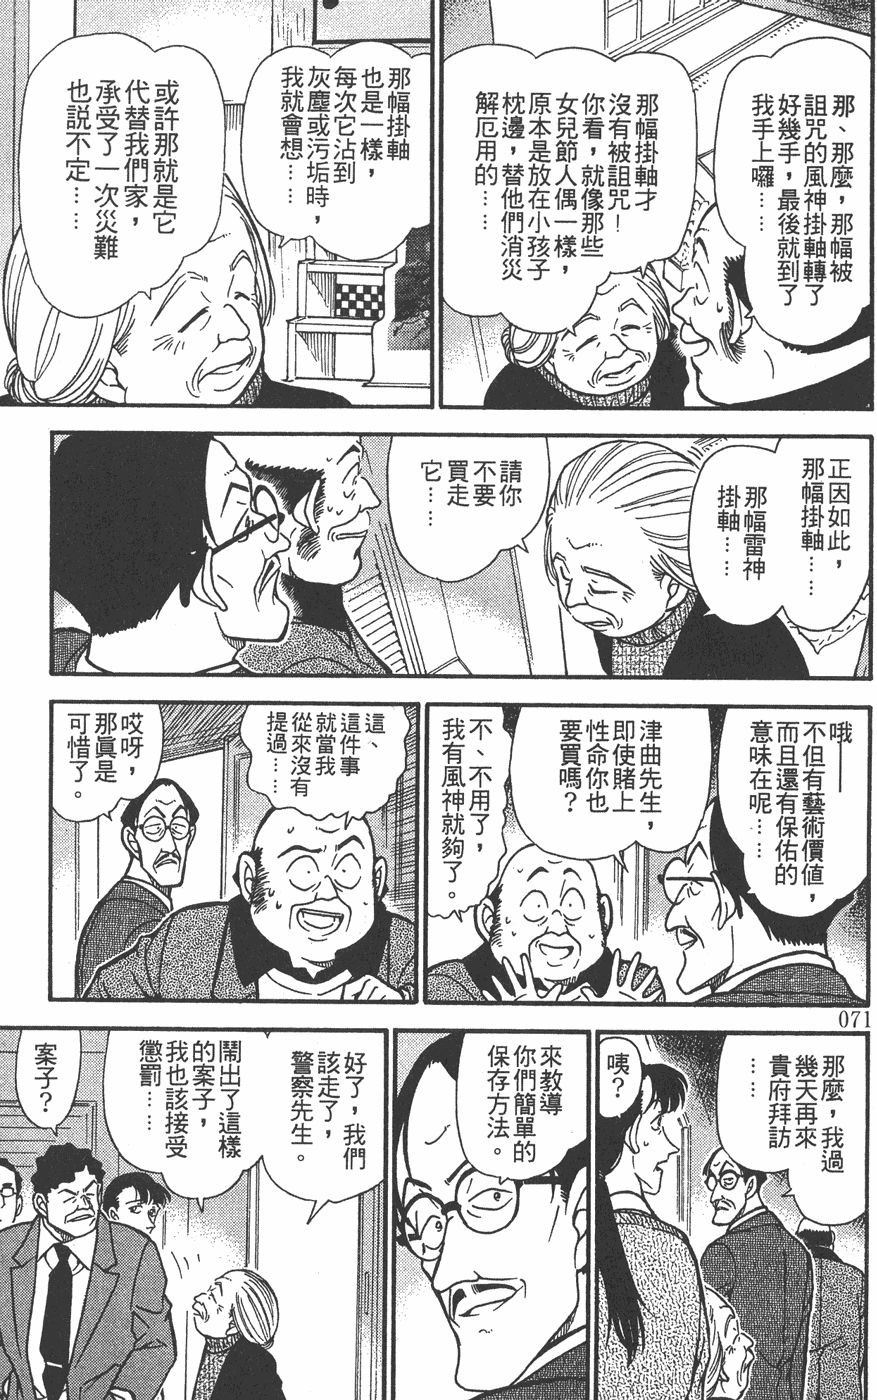 那、那麼，那幅被
詛咒的風神掛軸轉了
好幾手，最後就到了
我手上囉……
那幅掛軸才
沒有被詛咒！
你看，就像那些
女兒節人偶一樣，
原本是放在小孩子
枕邊，替他們消災
解厄用的……
那幅掛軸
也是一樣，
每次它沾到
灰塵或污垢時，
我就會想……
或許那就是它
代替我們家，
承受了一次災難
也説不定……
正因如此，
那幅掛軸……
那幅雷神
掛軸……
請你
不要
買走
它……
哦——
不但有藝術價值，
而且還有保佑的
意味在呢……
津曲先生，
即使賭上
性命你也
要買嗎？
不、不用了，
我有風神就夠了。
這、
這件事
就當我
從來沒有
提過……
哎呀，
那真是
可惜了。
071
那麼，我過
幾天再來
貴府拜訪
……
咦？
來教導
你們簡單的
保存方法。
好了，我們
該走了，
警察先生。
鬧出了這樣
的案子，
我也該接受
懲罰……
案子？